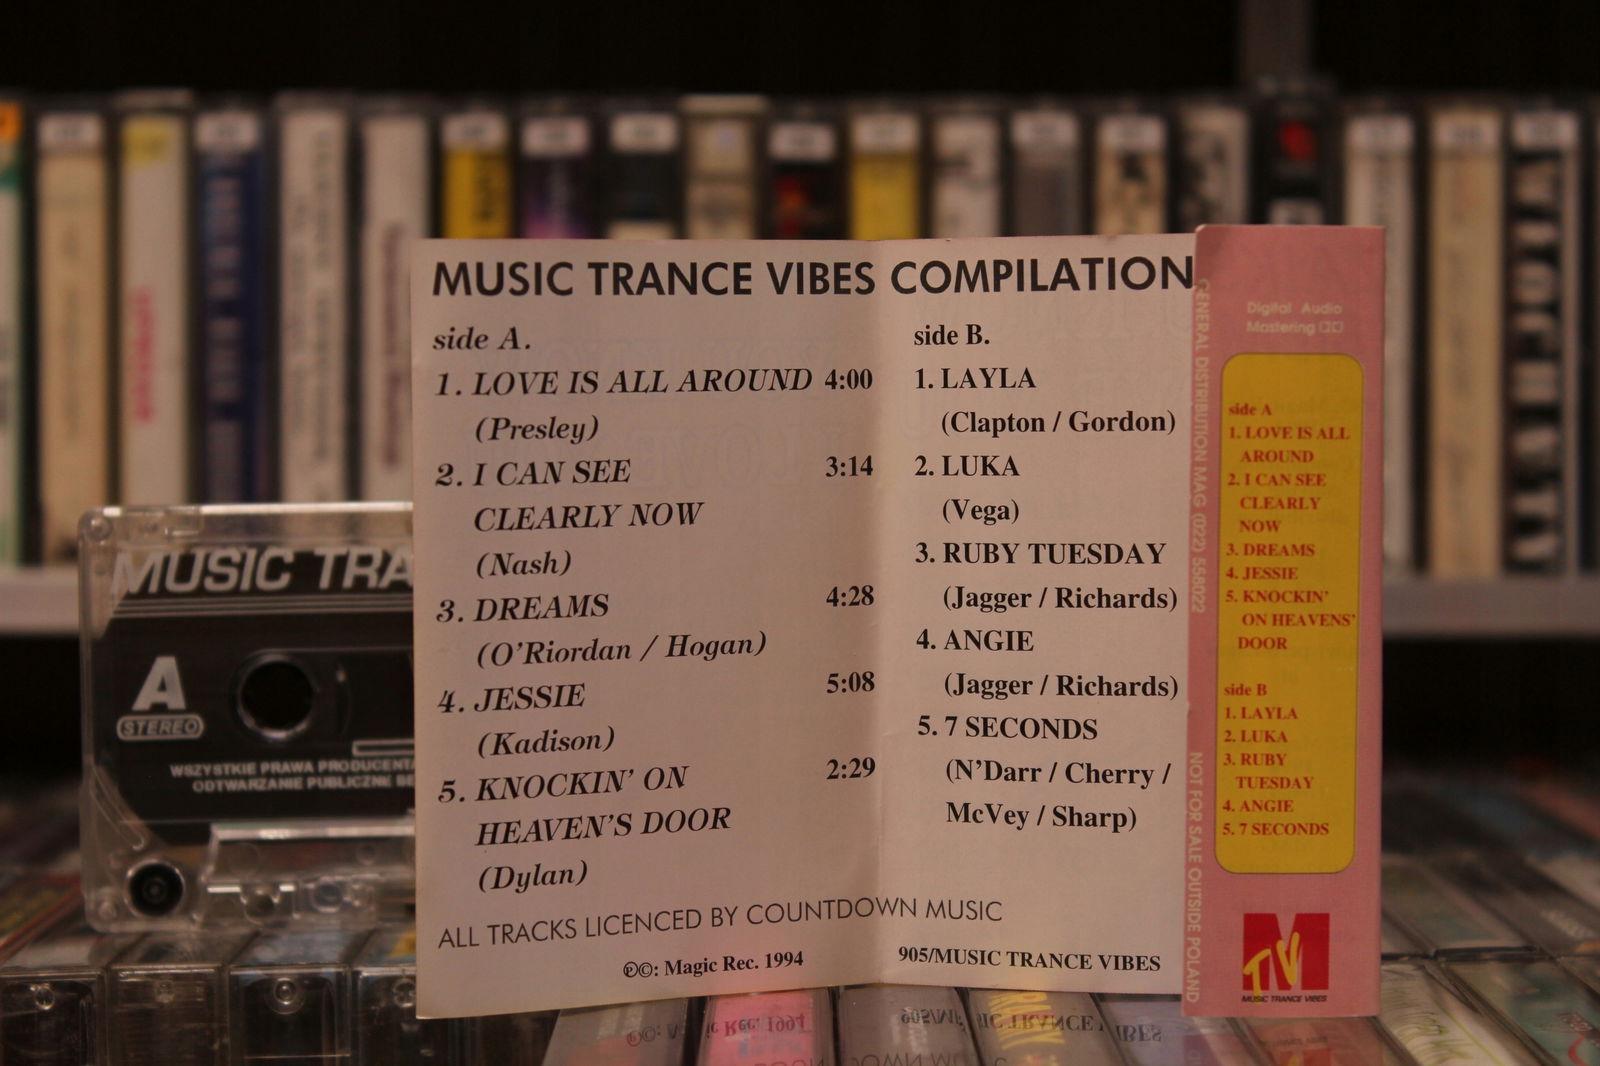 MUSIC TRANCE VIBES COMPILATION
side A.
1. LOVE IS ALL AROUND 4:00
(Presley)
2. I CAN SEE 3:14
CLEARLY NOW
(Nash)
3. DREAMS 4:28
(O'Riordan / Hogan)
4. JESSIE 5:08
(Kadison)
5. KNOCKIN' ON 2:29
HEAVEN'S DOOR
(Dylan)
side B.
1. LAYLA
(Clapton / Gordon)
2. LUKA
(Vega)
3. RUBY TUESDAY
(Jagger / Richards)
4. ANGIE
(Jagger / Richards)
5. 7 SECONDS
(N'Darr / Cherry /
McVey / Sharp)
ALL TRACKS LICENCED BY COUNTDOWN MUSIC
℗©: Magic Rec. 1994
905/MUSIC TRANCE VIBES
GENERAL DISTRIBUTION MAG (022) 558022
NOT FOR SALE OUTSIDE POLAND
Digital Audio
Mastering
side A
1. LOVE IS ALL
AROUND
2. I CAN SEE
CLEARLY
NOW
3. DREAMS
4. JESSIE
5. KNOCKIN'
ON HEAVENS'
DOOR
side B
1. LAYLA
2. LUKA
3. RUBY
TUESDAY
4. ANGIE
5. 7 SECONDS
MTV
MUSIC TRANCE VIBES
MUSIC TRA
A
STEREO
WSZYSTKIE PRAWA PRODUCENTA
ODTWARZANIE PUBLICZNE BE